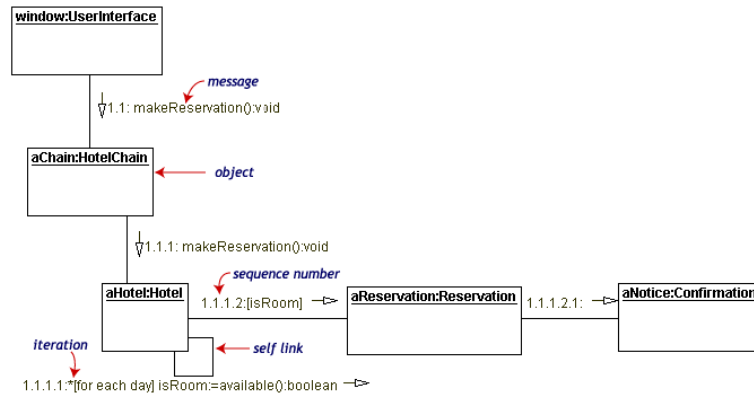 window:UserInterface
message
1.1: makeReservation():void
aChain:HotelChain
object
1.1.1: makeReservation():void
sequence number
aHotel:Hotel
1.1.1.2:[isRoom]
aReservation:Reservation
1.1.1.2.1:
aNotice:Confirmation
iteration
self link
1.1.1.1:*[for each day] isRoom:=available():boolean